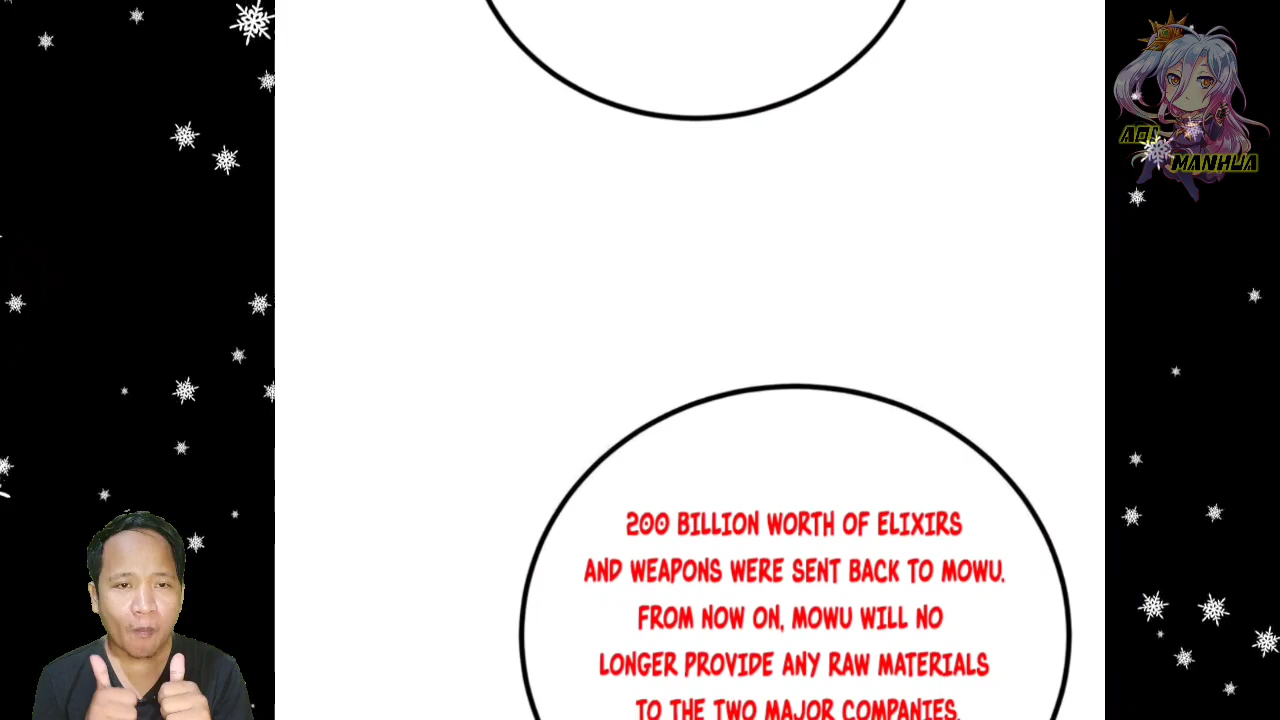 AOI
MANHUA
200 BILLION WORTH OF ELIXIRS
AND WEAPONS WERE SENT BACK TO MOWU.
FROM NOW ON, MOWU WILL NO
LONGER PROVIDE ANY RAW MATERIALS
TO THE TWO MAJOR COMPANIES.